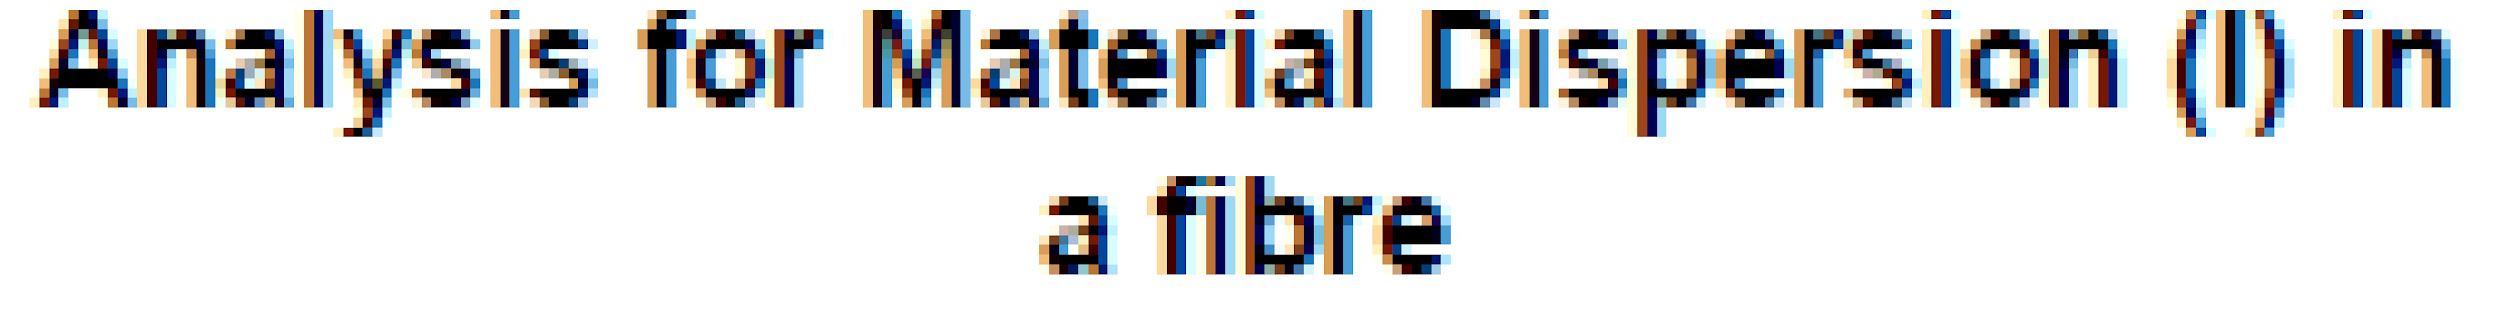 Analysis for Material Dispersion (I) in
a fibre